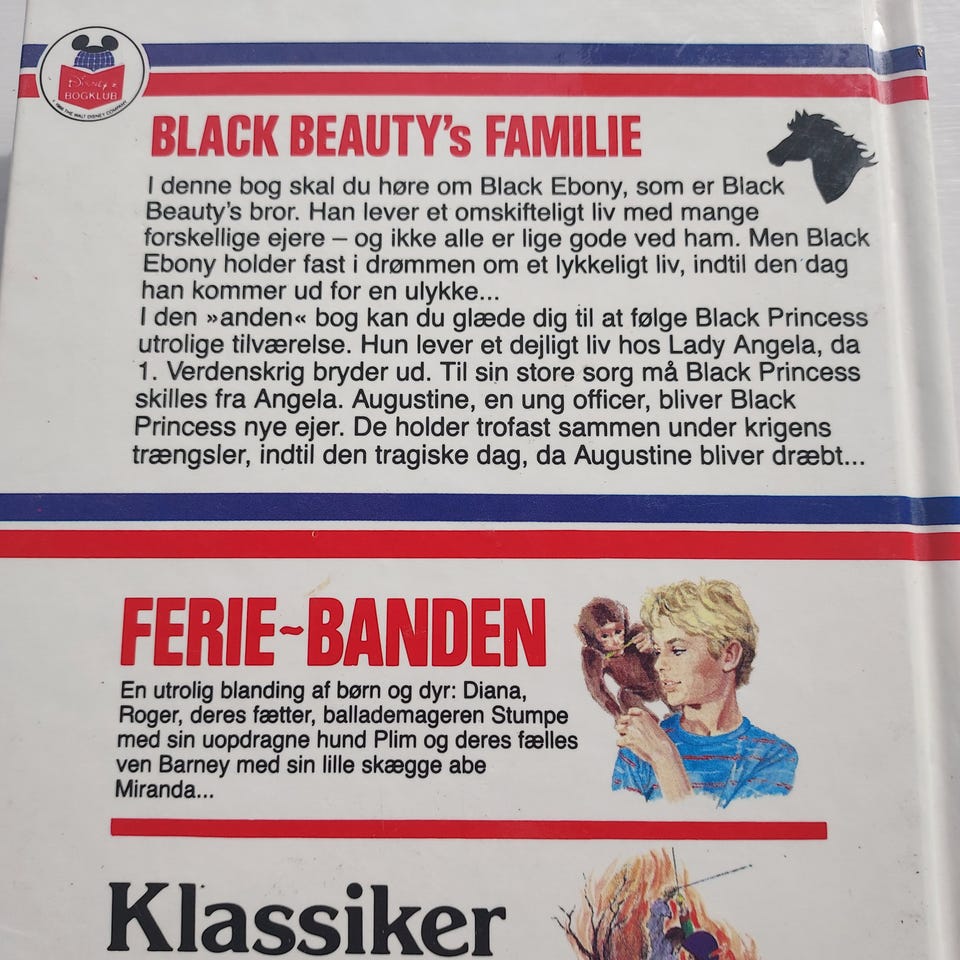 Disney's
BOGKLUB
THE WALT DISNEY COMPANY
BLACK BEAUTY's FAMILIE
I denne bog skal du høre om Black Ebony, som er Black
Beauty's bror. Han lever et omskifteligt liv med mange
forskellige ejere – og ikke alle er lige gode ved ham. Men Black
Ebony holder fast i drømmen om et lykkeligt liv, indtil den dag
han kommer ud for en ulykke...
I den »anden« bog kan du glæde dig til at følge Black Princess
utrolige tilværelse. Hun lever et dejligt liv hos Lady Angela, da
1. Verdenskrig bryder ud. Til sin store sorg må Black Princess
skilles fra Angela. Augustine, en ung officer, bliver Black
Princess nye ejer. De holder trofast sammen under krigens
trængsler, indtil den tragiske dag, da Augustine bliver dræbt...
FERIE-BANDEN
En utrolig blanding af børn og dyr: Diana,
Roger, deres fætter, ballademageren Stumpe
med sin uopdragne hund Plim og deres fælles
ven Barney med sin lille skægge abe
Miranda...
Klassiker